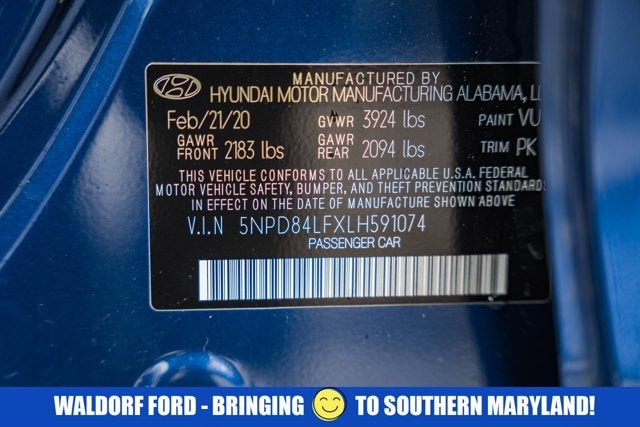 MANUFACTURED BY
HYUNDAI MOTOR MANUFACTURING ALABAMA,
Feb/21/20 GVWR 3924 lbs PAINT VU
GAWR FRONT 2183 lbs GAWR REAR 2094 lbs TRIM PK
THIS VEHICLE CONFORMS TO ALL APPLICABLE U.S.A. FEDERAL
MOTOR VEHICLE SAFETY, BUMPER, AND THEFT PREVENTION STANDARDS
IN EFFECT ON THE DATE OF MANUFACTURE SHOWN ABOVE
V.I.N 5NPD84LFXLH591074
PASSENGER CAR
WALDORF FORD - BRINGING TO SOUTHERN MARYLAND!